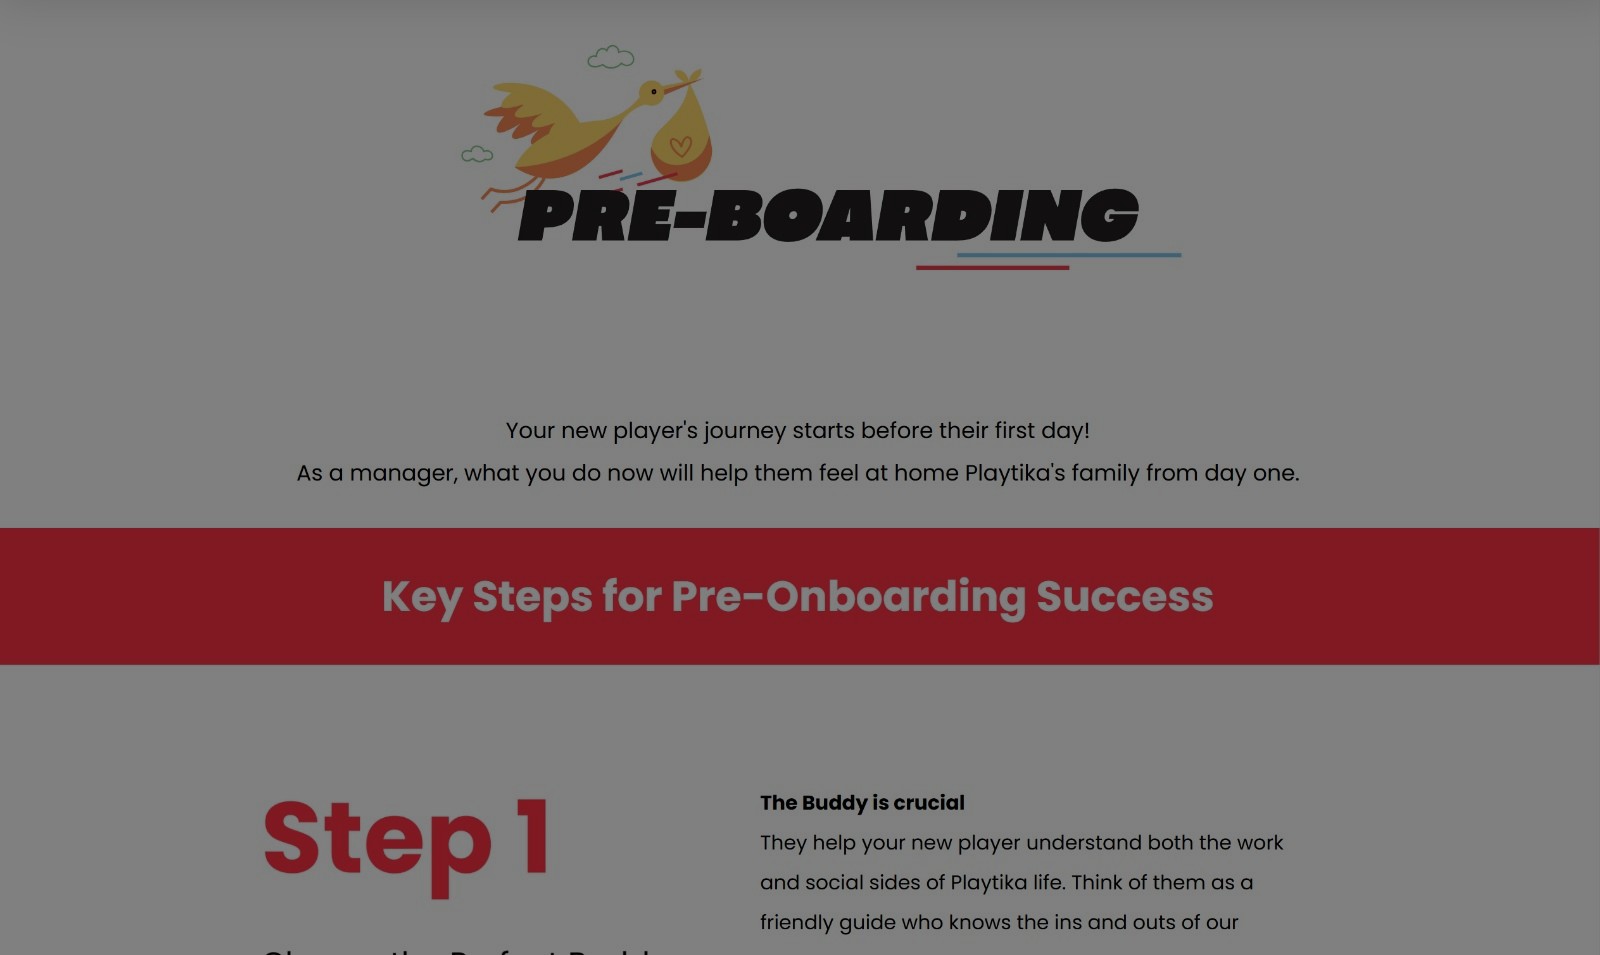 PRE-BOARDING
Your new player's journey starts before their first day!
As a manager, what you do now will help them feel at home Playtika's family from day one.
Key Steps for Pre-Onboarding Success
Step 1
The Buddy is crucial
They help your new player understand both the work
and social sides of Playtika life. Think of them as a
friendly guide who knows the ins and outs of our